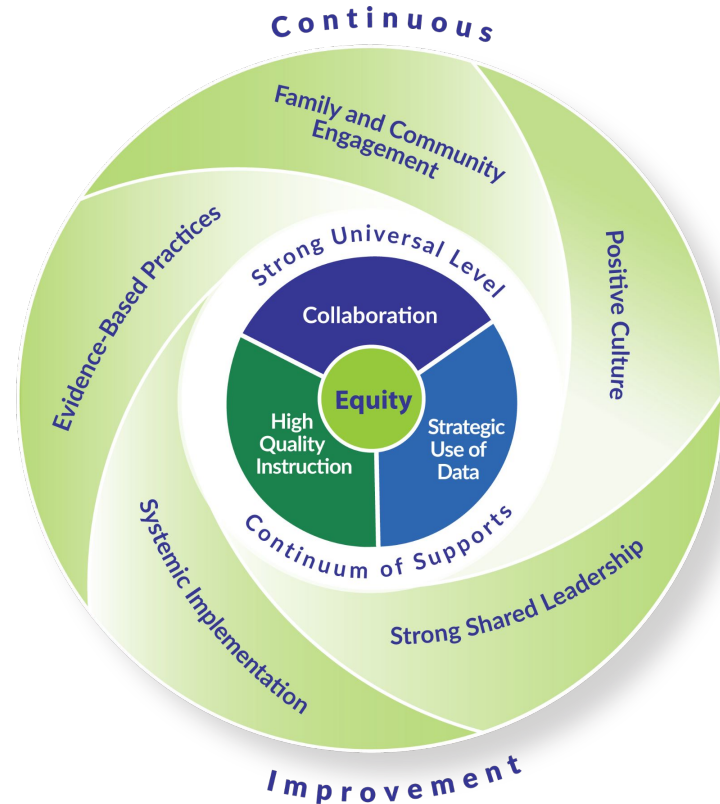 Continuous
Family and Community
Engagement
Positive Culture
Evidence-Based Practices
Strong Universal Level
Collaboration
Equity
High
Quality
Instruction
Strategic
Use of
Data
Continuum of Supports
Systemic Implementation
Strong Shared Leadership
Improvement